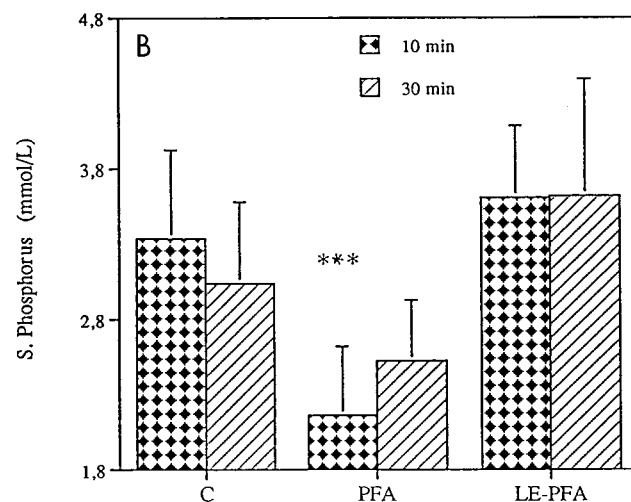 4,8
B
10 min
30 min
S. Phosphorus (mmol/L)
3,8
***
2.8
1,8
C
PFA
LE-PFA